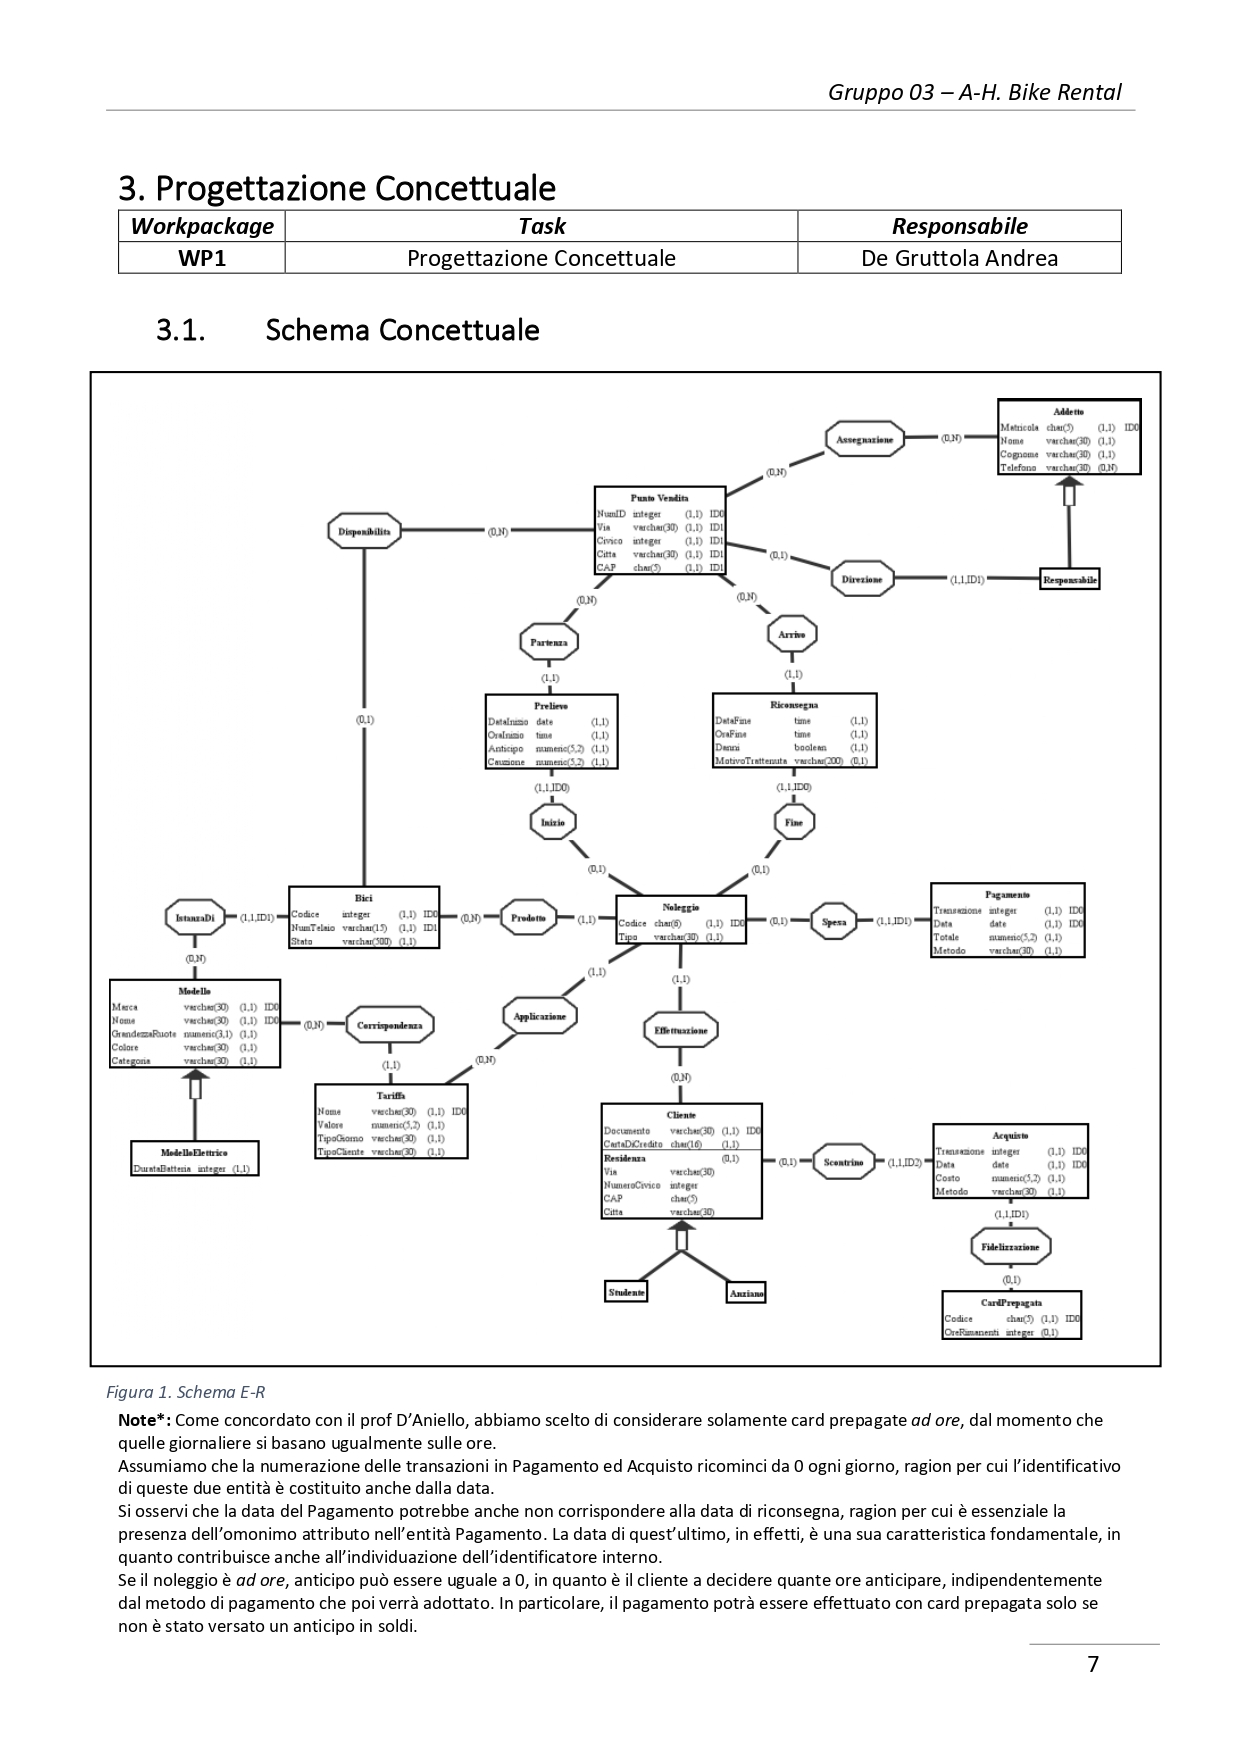 Gruppo 03 – A-H. Bike Rental
3. Progettazione Concettuale
Workpackage Task Responsabile
WP1 Progettazione Concettuale De Gruttola Andrea
3.1. Schema Concettuale
Addetto
Matricola char(5) (1,1) ID0
Nome varchar(30) (1,1)
Cognome varchar(30) (1,1)
Telefono varchar(30) (0,N)
Assegnazione
(0,N)
(0,N)
Punto Vendita
NumID integer (1,1) ID0
Via varchar(30) (1,1) ID1
Civico integer (1,1) ID1
Citta varchar(30) (1,1) ID1
CAP char(5) (1,1) ID1
Disponibilita
(0,N)
(0,1)
Direzione
(1,1,ID1)
Responsabile
(0,N)
(0,N)
Partenza
Arrivo
(1,1)
(1,1)
Prelievo
DataInizio date (1,1)
OraInizio time (1,1)
Anticipo numeric(5,2) (1,1)
Cauzione numeric(5,2) (1,1)
Riconsegna
DataFine time (1,1)
OraFine time (1,1)
Danni boolean (1,1)
MotivoTrattenuta varchar(200) (0,1)
(0,1)
(1,1,ID0)
(1,1,ID0)
Inizio
Fine
(0,1)
(0,1)
IstanzaDi
(1,1,ID1)
Bici
Codice integer (1,1) ID0
NumTelaio varchar(15) (1,1) ID1
Stato varchar(500) (1,1)
(0,N)
Prodotto
(1,1)
Noleggio
Codice char(6) (1,1) ID0
Tipo varchar(30) (1,1)
(0,1)
Spesa
(1,1,ID1)
Pagamento
Transazione integer (1,1) ID0
Data date (1,1) ID0
Totale numeric(5,2) (1,1)
Metodo varchar(30) (1,1)
(0,N)
(1,1)
(1,1)
Modello
Marca varchar(30) (1,1) ID0
Nome varchar(30) (1,1) ID0
GrandezzaRuote numeric(3,1) (1,1)
Colore varchar(30) (1,1)
Categoria varchar(30) (1,1)
(0,N)
Corrispondenza
Applicazione
Effettuazione
(1,1)
(0,N)
(0,N)
Tariffa
Nome varchar(30) (1,1) ID0
Valore numeric(5,2) (1,1)
TipoGiorno varchar(30) (1,1)
TipoCliente varchar(30) (1,1)
ModelloElettrico
DurataBatteria integer (1,1)
Cliente
Documento varchar(30) (1,1) ID0
CartaDiCredito char(16) (1,1)
Residenza (0,1)
Via varchar(30)
NumeroCivico integer
CAP char(5)
Citta varchar(30)
(0,1)
Scontrino
(1,1,ID2)
Acquisto
Transazione integer (1,1) ID0
Data date (1,1) ID0
Costo numeric(5,2) (1,1)
Metodo varchar(30) (1,1)
(1,1,ID1)
Fidelizzazione
(0,1)
Studente
Anziano
CardPrepagata
Codice char(5) (1,1) ID0
OreRimanenti integer (0,1)
Figura 1. Schema E-R
Note*: Come concordato con il prof D’Aniello, abbiamo scelto di considerare solamente card prepagate ad ore, dal momento che
quelle giornaliere si basano ugualmente sulle ore.
Assumiamo che la numerazione delle transazioni in Pagamento ed Acquisto ricominci da 0 ogni giorno, ragion per cui l’identificativo
di queste due entità è costituito anche dalla data.
Si osservi che la data del Pagamento potrebbe anche non corrispondere alla data di riconsegna, ragion per cui è essenziale la
presenza dell’omonimo attributo nell’entità Pagamento. La data di quest’ultimo, in effetti, è una sua caratteristica fondamentale, in
quanto contribuisce anche all’individuazione dell’identificatore interno.
Se il noleggio è ad ore, anticipo può essere uguale a 0, in quanto è il cliente a decidere quante ore anticipare, indipendentemente
dal metodo di pagamento che poi verrà adottato. In particolare, il pagamento potrà essere effettuato con card prepagata solo se
non è stato versato un anticipo in soldi.
7